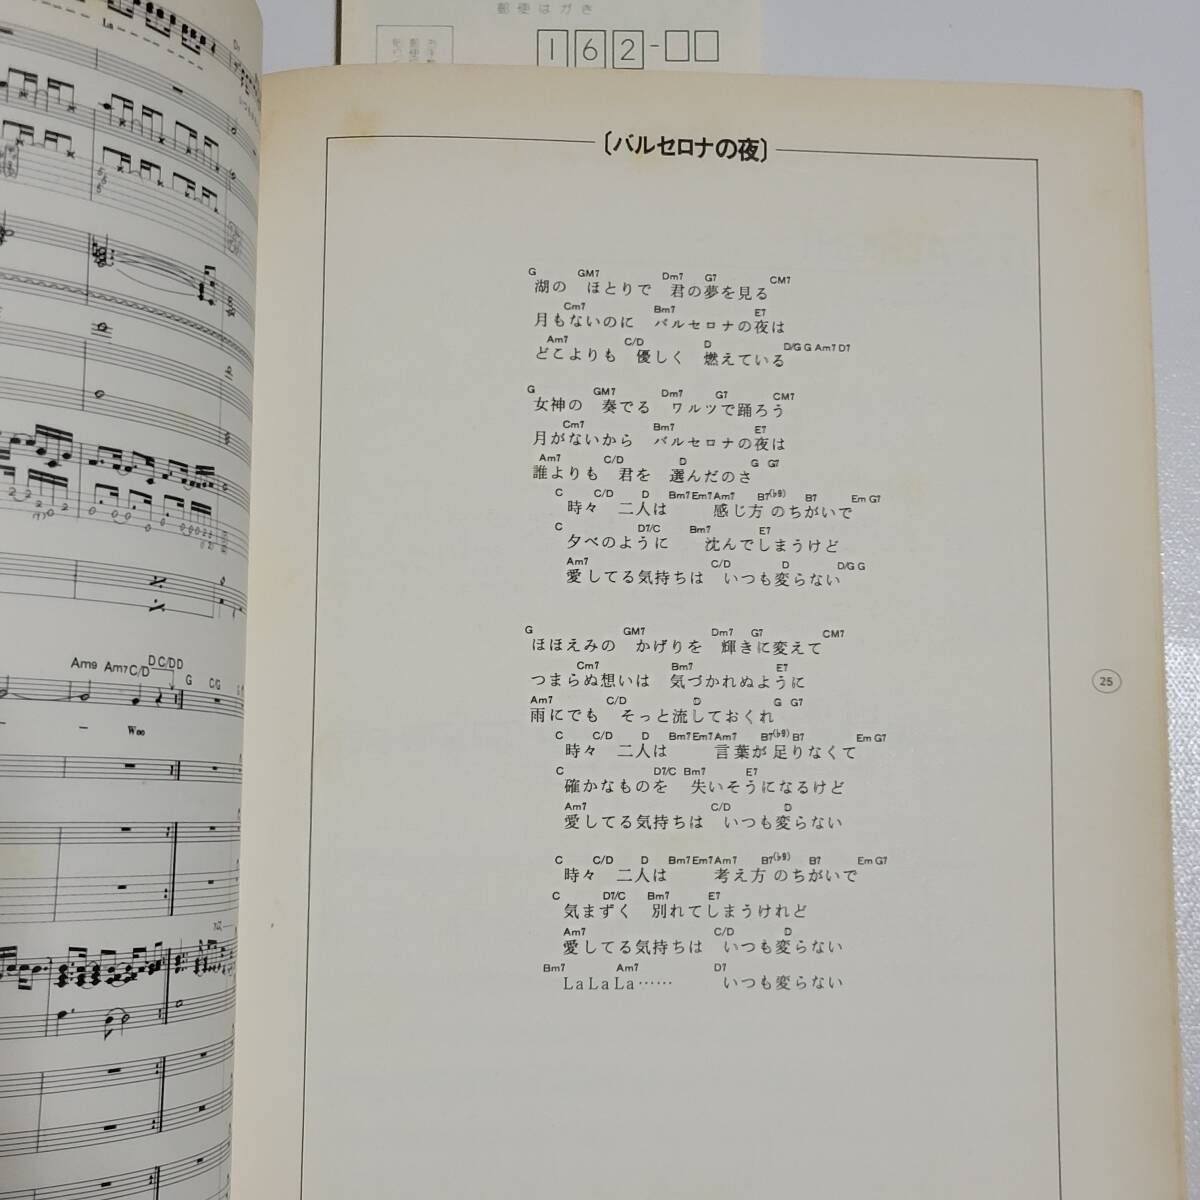 郵便はがき
162-
〔バルセロナの夜〕
G GM7 Dm7 G7 CM7
湖の ほとりで 君の夢を見る
Cm7 Bm7 E7
月もないのに バルセロナの夜は
Am7 C/D D D/G G Am7 D7
どこよりも 優しく 燃えている
G GM7 Dm7 G7 CM7
女神の 奏でる ワルツで踊ろう
Cm7 Bm7 E7
月がないから バルセロナの夜は
Am7 C/D D G G7
誰よりも 君を 選んだのさ
C C/D D Bm7 Em7 Am7 B7(♭9) B7 Em G7
時々 二人は 感じ方 のちがいで
C D7/C Bm7 E7
夕べのように 沈んでしまうけど
Am7 C/D D D/G G
愛してる気持ちは いつも変らない
G GM7 Dm7 G7 CM7
ほほえみの かげりを 輝きに変えて
Cm7 Bm7 E7
つまらぬ想いは 気づかれぬように
Am7 C/D D G G7
雨にでも そっと流しておくれ
C C/D D Bm7 Em7 Am7 B7(♭9) B7 Em G7
時々 二人は 言葉が 足りなくて
C D7/C Bm7 E7
確かなものを 失いそうになるけど
Am7 C/D D
愛してる気持ちは いつも変らない
C C/D D Bm7 Em7 Am7 B7(♭9) B7 Em G7
時々 二人は 考え方 のちがいで
C D7/C Bm7 E7
気まずく 別れてしまうけれど
Am7 C/D D
愛してる気持ちは いつも変らない
Bm7 Am7 D7
LaLaLa…… いつも変らない
25
La
D7
Am9 Am7 C/D D C/D D G C/G
Woo